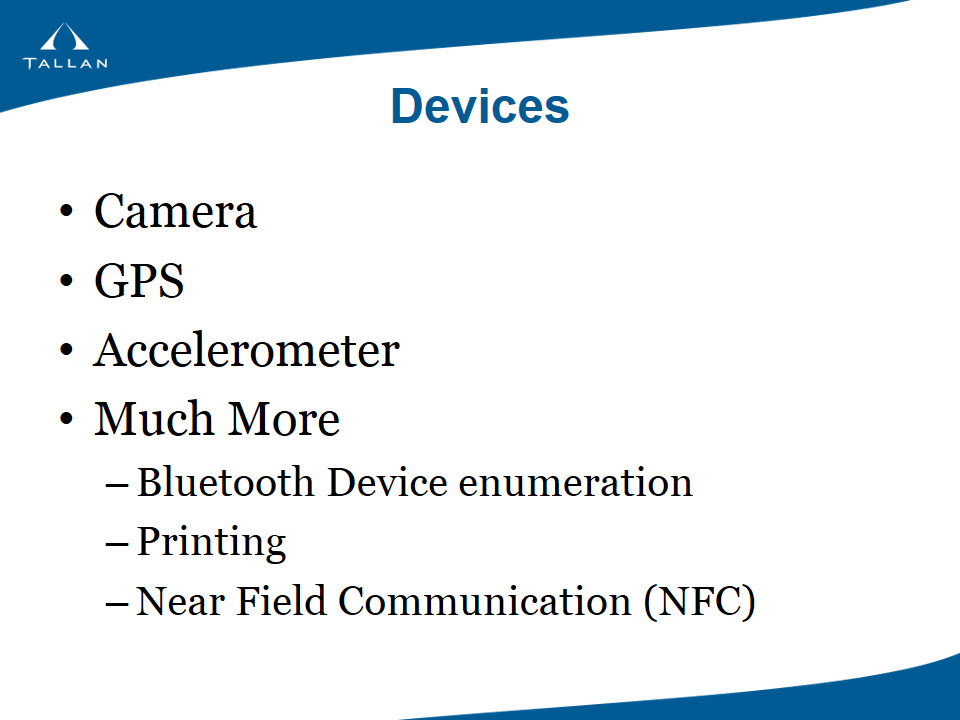 TALLAN
Devices
• Camera
• GPS
• Accelerometer
• Much More
– Bluetooth Device enumeration
– Printing
– Near Field Communication (NFC)